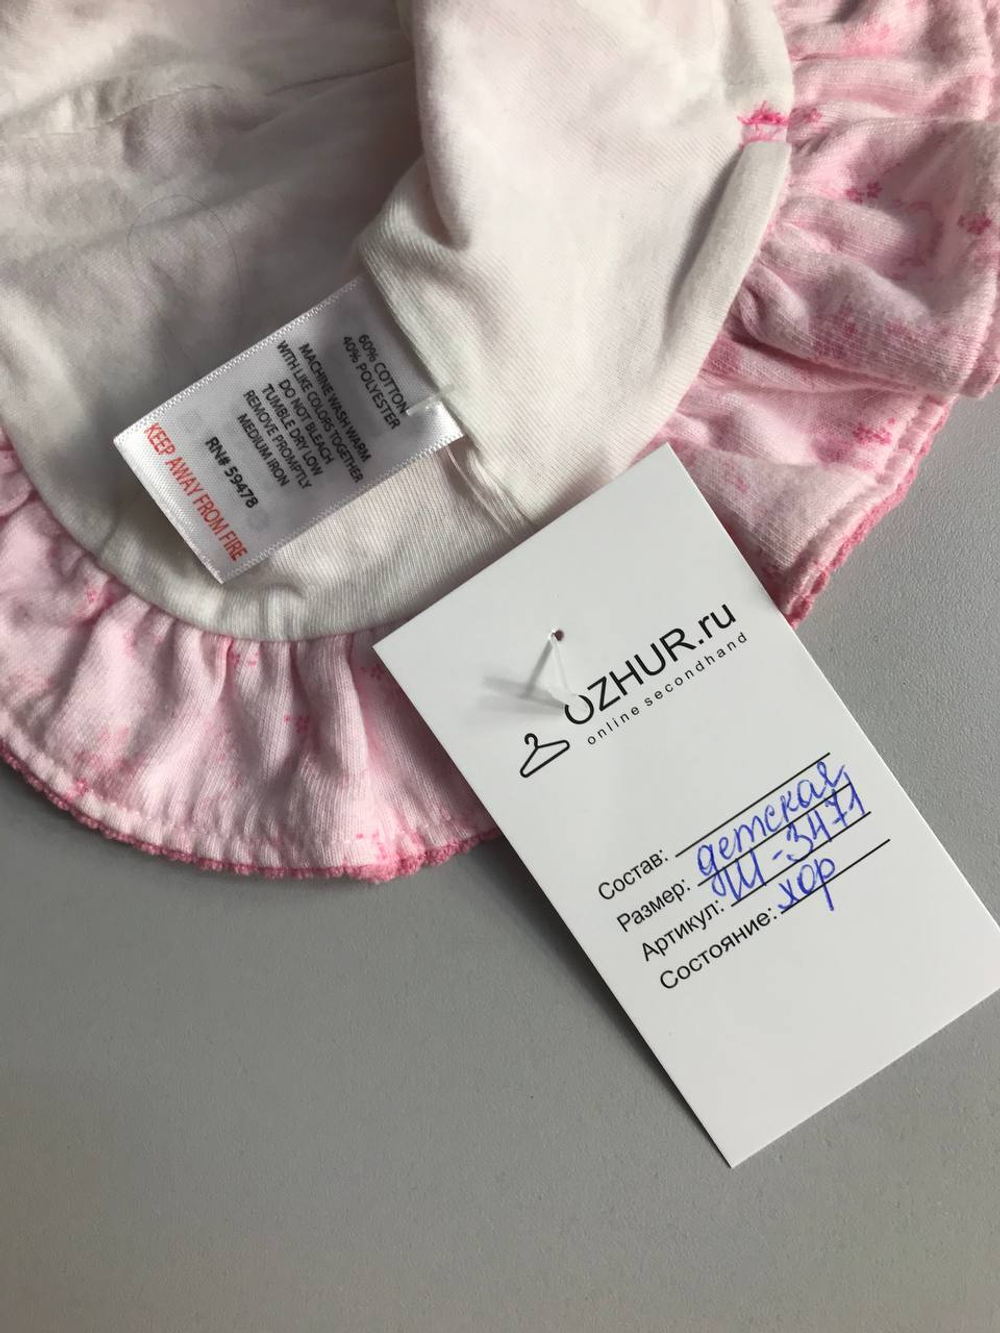 60% COTTON
40% POLYESTER
MACHINE WASH WARM
WITH LIKE COLORS TOGETHER
DO NOT BLEACH
TUMBLE DRY LOW
REMOVE PROMPTLY
MEDIUM IRON
RN# 59478
KEEP AWAY FROM FIRE
OZHUR.ru
online secondhand
Состав:
Размер: детская
Артикул: Ш-3471
Состояние: хор